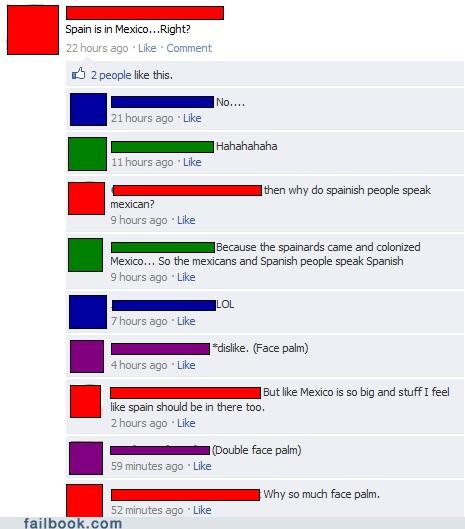 Spain is in Mexico...Right?
22 hours ago · Like · Comment
2 people like this.
No....
21 hours ago · Like
Hahahahaha
11 hours ago · Like
then why do spainish people speak
mexican?
9 hours ago · Like
Because the spainards came and colonized
Mexico... So the mexicans and Spanish people speak Spanish
9 hours ago · Like
LOL
7 hours ago · Like
*dislike. (Face palm)
4 hours ago · Like
But like Mexico is so big and stuff I feel
like spain should be in there too.
2 hours ago · Like
(Double face palm)
59 minutes ago · Like
Why so much face palm.
52 minutes ago · Like
failbook.com